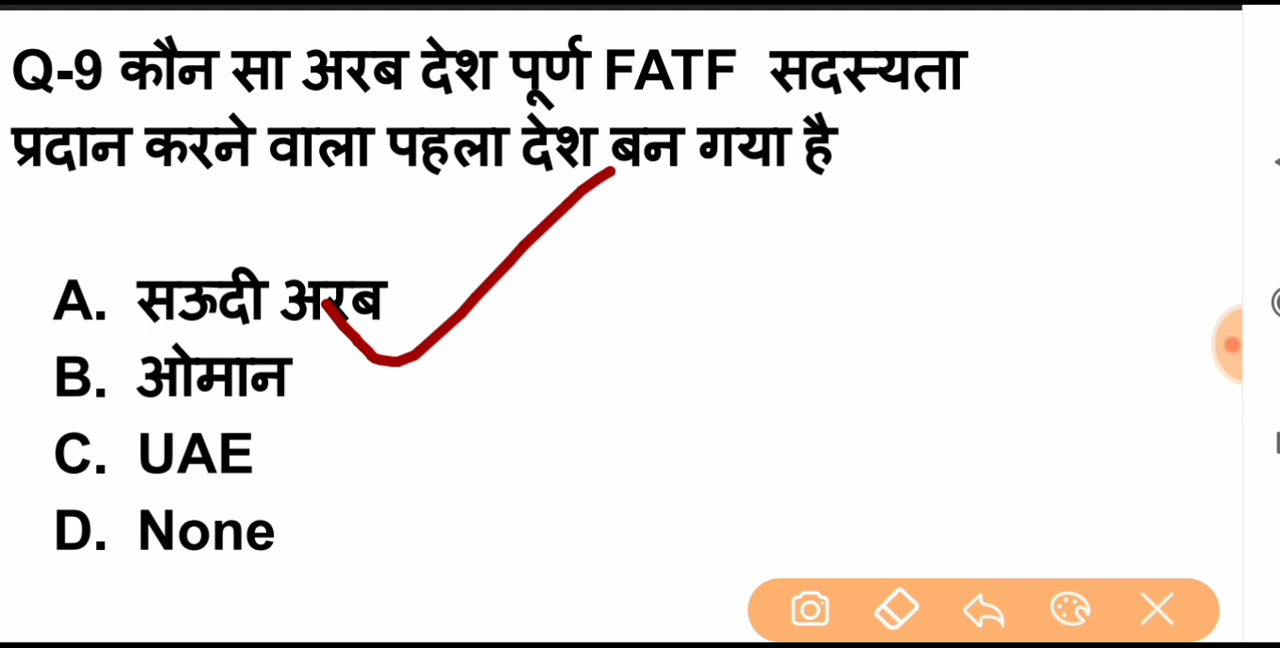 Q-9 कौन सा अरब देश पूर्ण FATF सदस्यता
प्रदान करने वाला पहला देश बन गया है
A. सऊदी अरब
B. ओमान
C. UAE
D. None